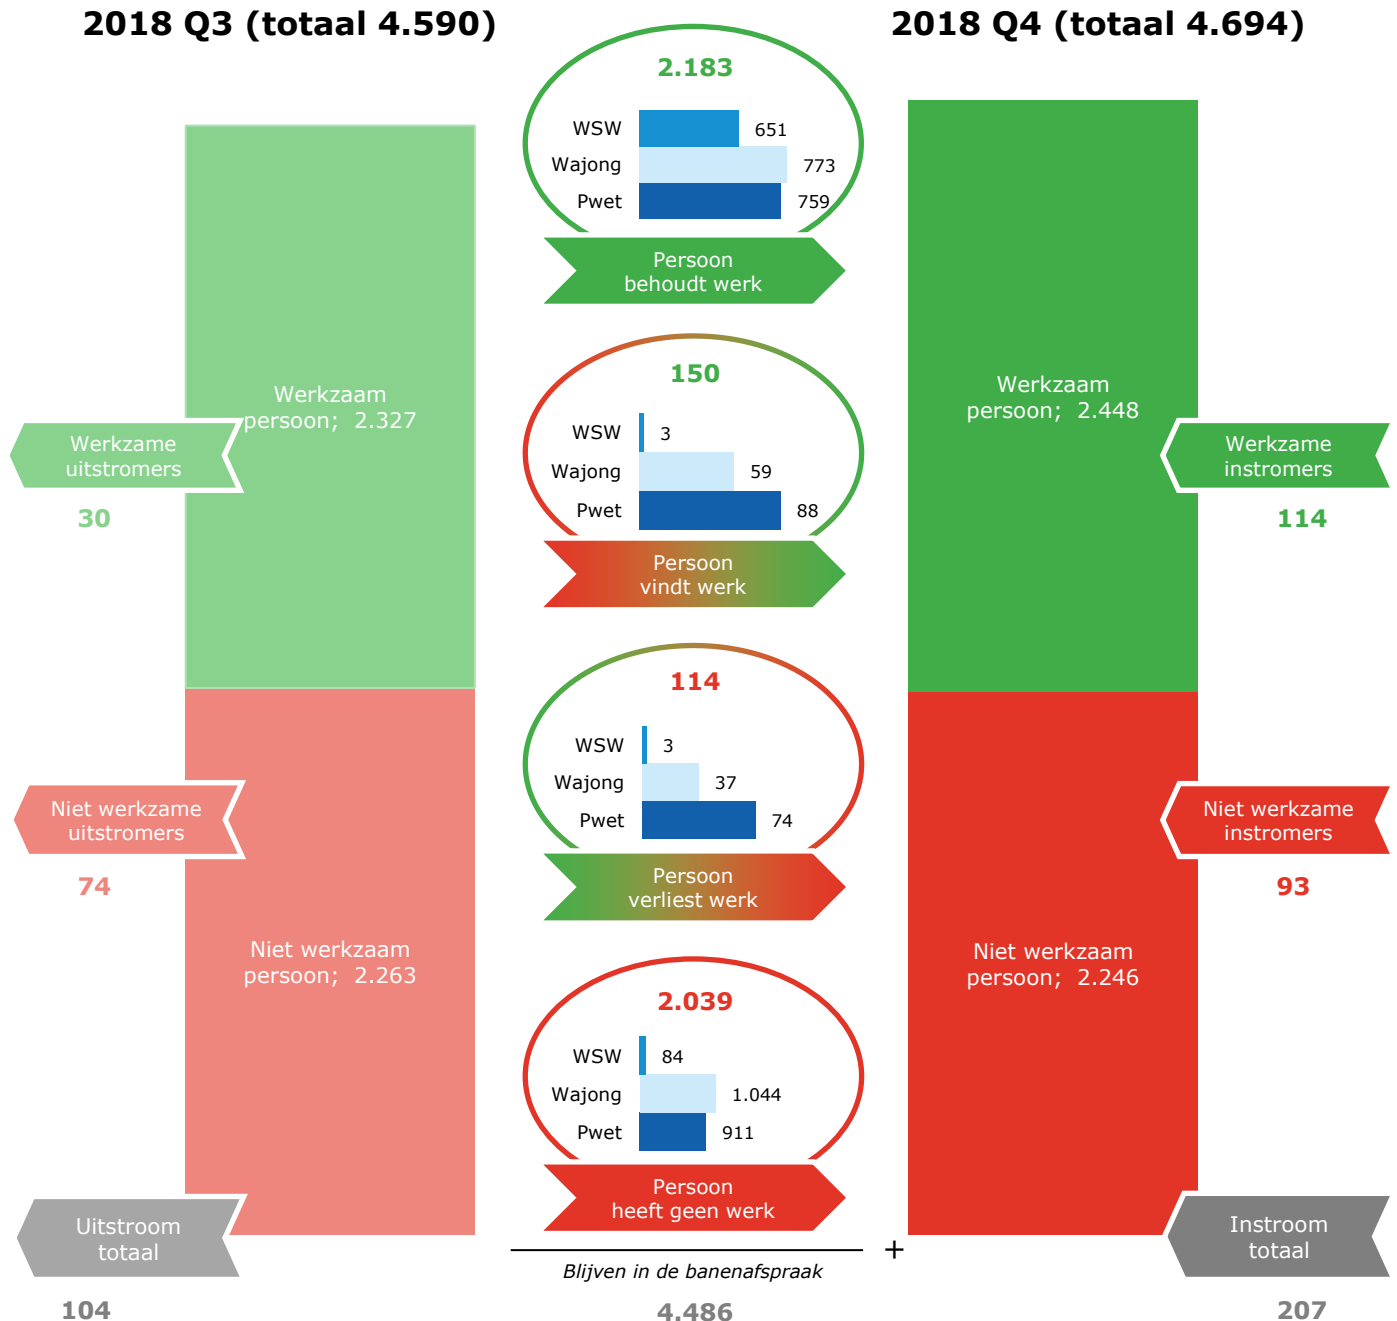 2018 Q3 (totaal 4.590)
2018 Q4 (totaal 4.694)
2.183
WSW 651
Wajong 773
Pwet 759
Persoon
behoudt werk
Werkzaam
persoon; 2.327
Werkzame
uitstromers
30
150
WSW 3
Wajong 59
Pwet 88
Persoon
vindt werk
Werkzaam
persoon; 2.448
Werkzame
instromers
114
114
WSW 3
Wajong 37
Pwet 74
Persoon
verliest werk
Niet werkzame
uitstromers
74
Niet werkzaam
persoon; 2.263
Niet werkzame
instromers
93
Niet werkzaam
persoon; 2.246
2.039
WSW 84
Wajong 1.044
Pwet 911
Persoon
heeft geen werk
Uitstroom
totaal
104
+
Blijven in de banenafspraak
4.486
Instroom
totaal
207